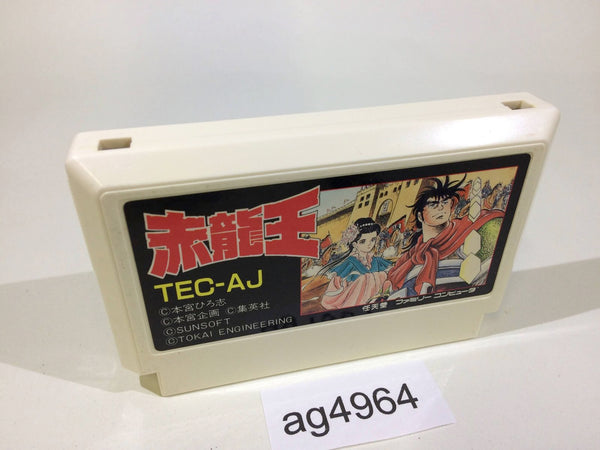 赤龍王
TEC-AJ
©本宮ひろ志
©本宮企画 ©集英社
©SUNSOFT
©TOKAI ENGINEERING
任天堂 ファミリー コンピュータ
ag4964